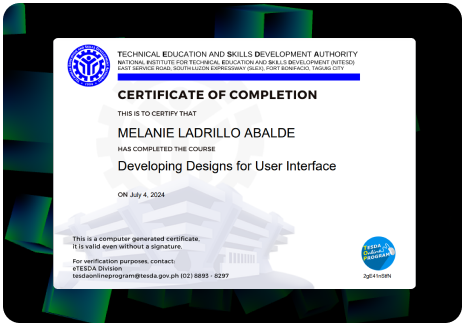 TECHNICAL EDUCATION AND SKILLS DEVELOPMENT AUTHORITY
NATIONAL INSTITUTE FOR TECHNICAL EDUCATION AND SKILLS DEVELOPMENT (NITESD)
EAST SERVICE ROAD, SOUTH LUZON EXPRESSWAY (SLEX), FORT BONIFACIO, TAGUIG CITY
CERTIFICATE OF COMPLETION
THIS IS TO CERTIFY THAT
MELANIE LADRILLO ABALDE
HAS COMPLETED THE COURSE
Developing Designs for User Interface
ON July 4, 2024
This is a computer generated certificate,
it is valid even without a signature.
For verification purposes, contact:
eTESDA Division
tesdaonlineprogram@tesda.gov.ph (02) 8893 - 8297
TESDA
Online
PROGRAM